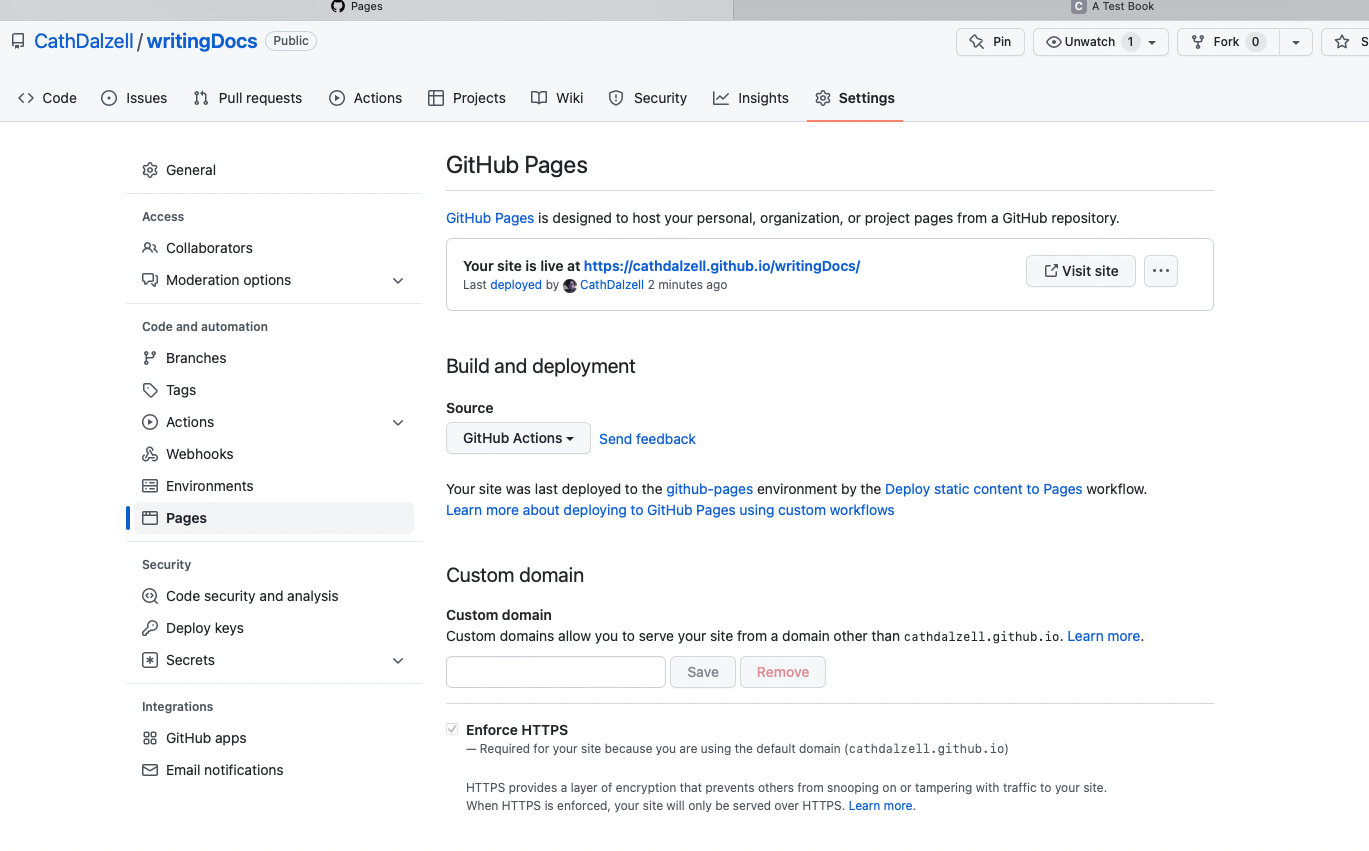 Pages
C A Test Book
CathDalzell / writingDocs Public
Pin
Unwatch 1
Fork 0
S
Code
Issues
Pull requests
Actions
Projects
Wiki
Security
Insights
Settings
General
Access
Collaborators
Moderation options
Code and automation
Branches
Tags
Actions
Webhooks
Environments
Pages
Security
Code security and analysis
Deploy keys
Secrets
Integrations
GitHub apps
Email notifications
GitHub Pages
GitHub Pages is designed to host your personal, organization, or project pages from a GitHub repository.
Your site is live at https://cathdalzell.github.io/writingDocs/
Last deployed by CathDalzell 2 minutes ago
Visit site
Build and deployment
Source
GitHub Actions
Send feedback
Your site was last deployed to the github-pages environment by the Deploy static content to Pages workflow.
Learn more about deploying to GitHub Pages using custom workflows
Custom domain
Custom domain
Custom domains allow you to serve your site from a domain other than cathdalzell.github.io. Learn more.
Save
Remove
Enforce HTTPS
— Required for your site because you are using the default domain (cathdalzell.github.io)
HTTPS provides a layer of encryption that prevents others from snooping on or tampering with traffic to your site.
When HTTPS is enforced, your site will only be served over HTTPS. Learn more.